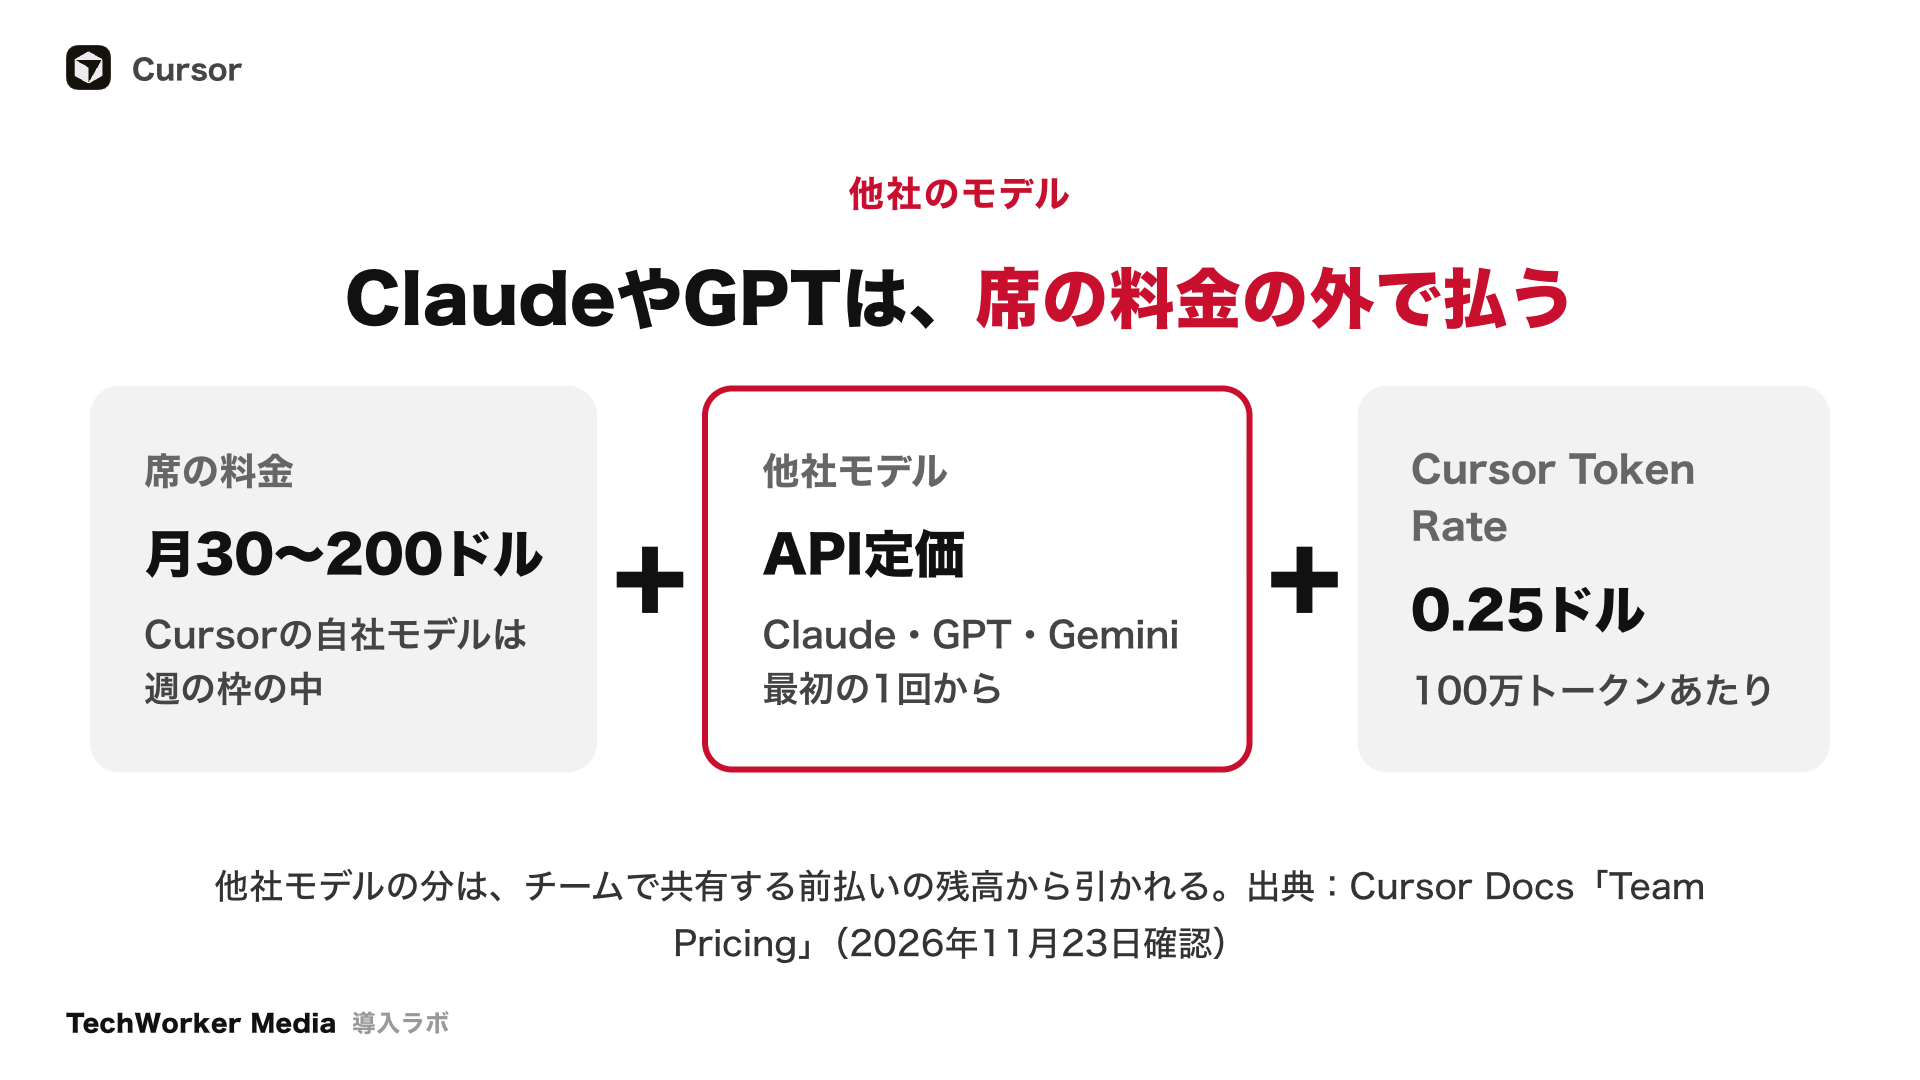 Cursor
他社のモデル
ClaudeやGPTは、席の料金の外で払う
席の料金
月30〜200ドル
Cursorの自社モデルは
週の枠の中
+
他社モデル
API定価
Claude・GPT・Gemini
最初の1回から
+
Cursor Token
Rate
0.25ドル
100万トークンあたり
他社モデルの分は、チームで共有する前払いの残高から引かれる。出典：Cursor Docs「Team
Pricing」（2026年11月23日確認）
TechWorker Media 導入ラボ